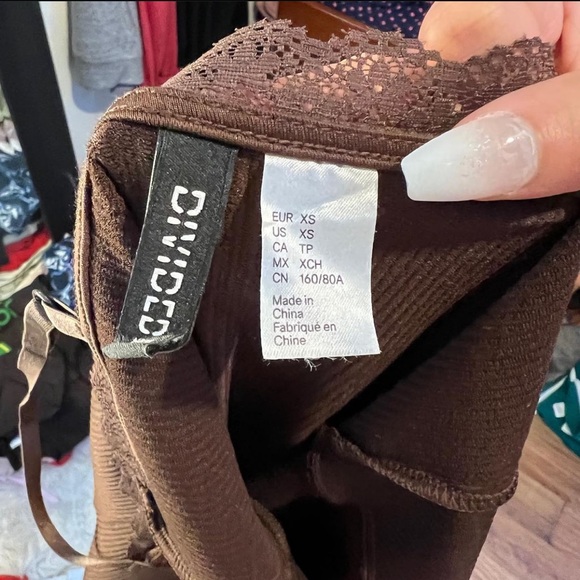 DIVIDED
EUR XS
US XS
CA TP
MX XCH
CN 160/80A
Made in
China
Fabriqué en
Chine